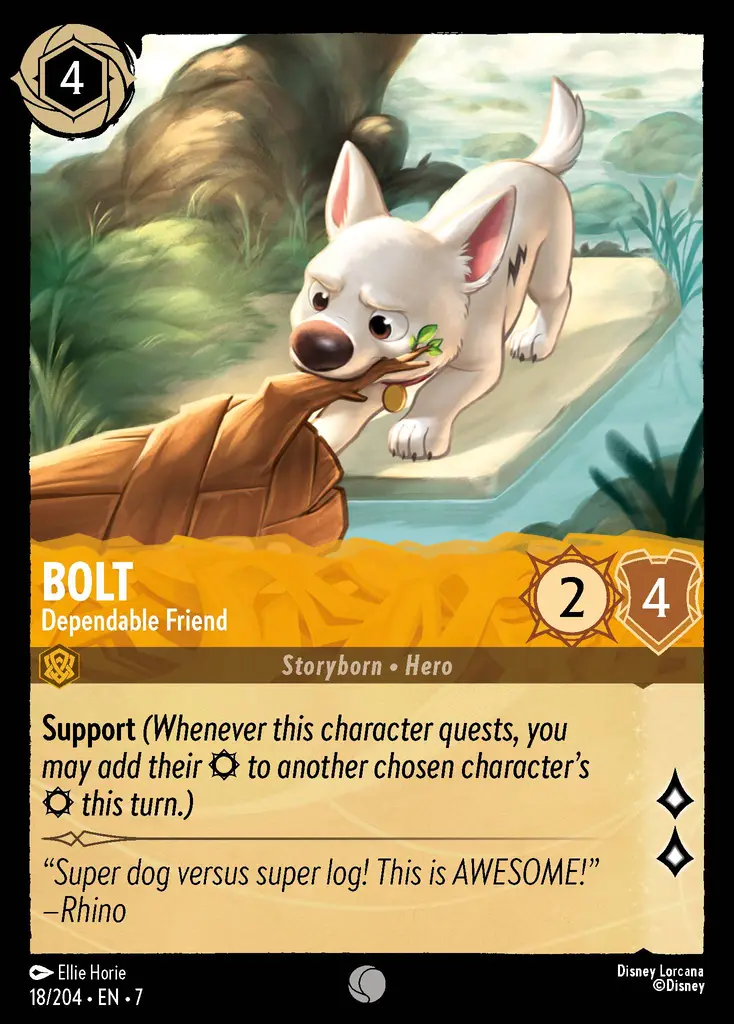 4
BOLT
Dependable Friend
2
4
Storyborn • Hero
Support (Whenever this character quests, you
may add their to another chosen character's
this turn.)
“Super dog versus super log! This is AWESOME!”
–Rhino
Ellie Horie
18/204 • EN • 7
Disney Lorcana
©Disney